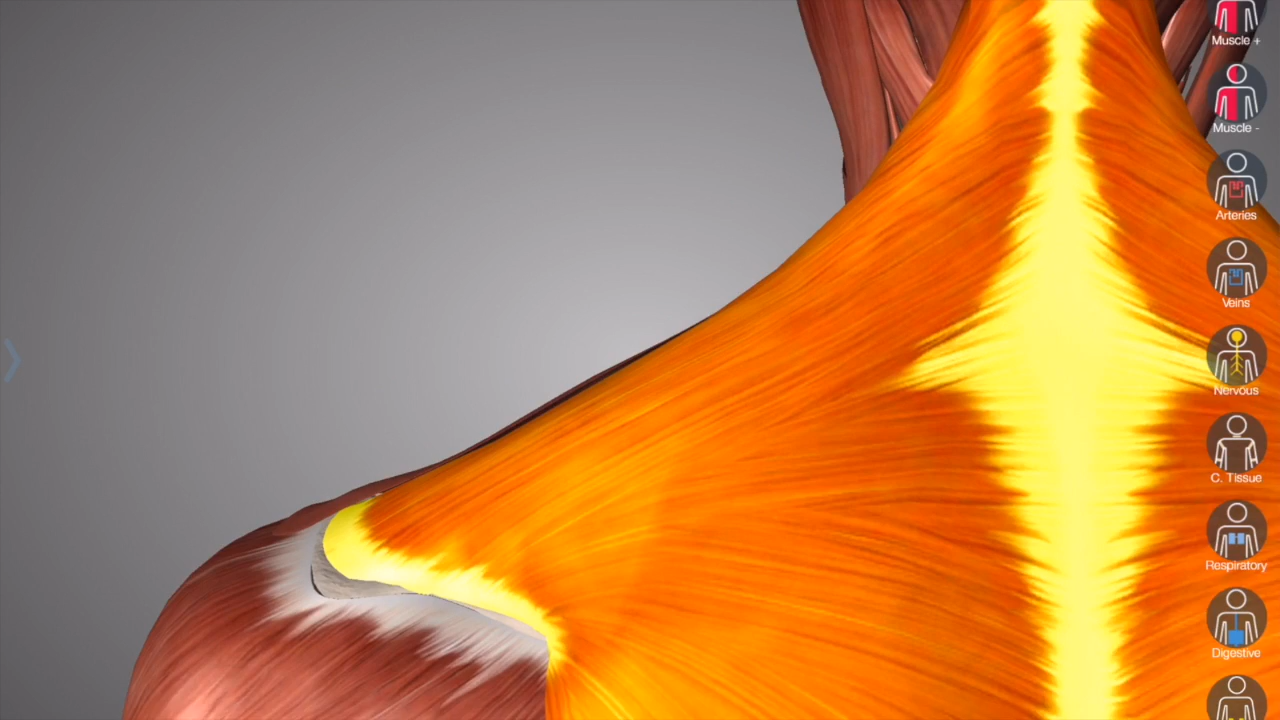 Muscle +
Muscle -
Arteries
Veins
Nervous
C. Tissue
Respiratory
Digestive